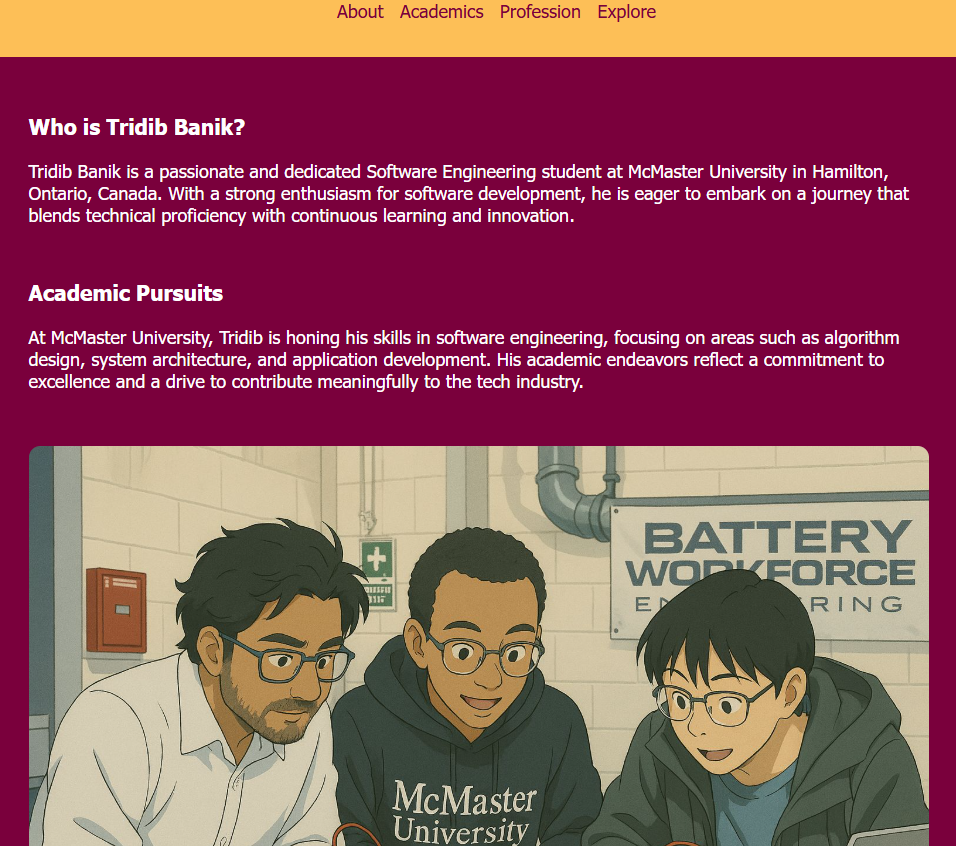 About Academics Profession Explore
Who is Tridib Banik?
Tridib Banik is a passionate and dedicated Software Engineering student at McMaster University in Hamilton,
Ontario, Canada. With a strong enthusiasm for software development, he is eager to embark on a journey that
blends technical proficiency with continuous learning and innovation.
Academic Pursuits
At McMaster University, Tridib is honing his skills in software engineering, focusing on areas such as algorithm
design, system architecture, and application development. His academic endeavors reflect a commitment to
excellence and a drive to contribute meaningfully to the tech industry.
BATTERY
WORKFORCE
McMaster
University